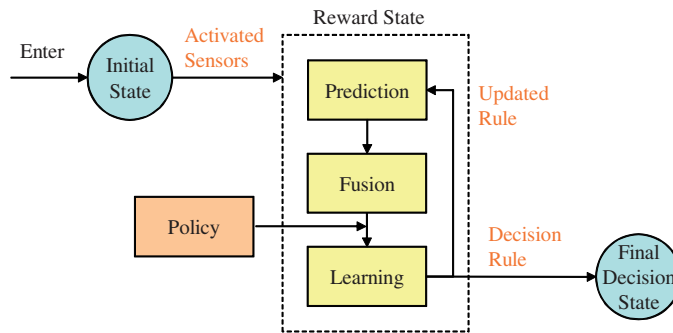 Reward State
Enter
Activated
Sensors
Initial
State
Prediction
Updated
Rule
Fusion
Policy
Learning
Decision
Rule
Final
Decision
State